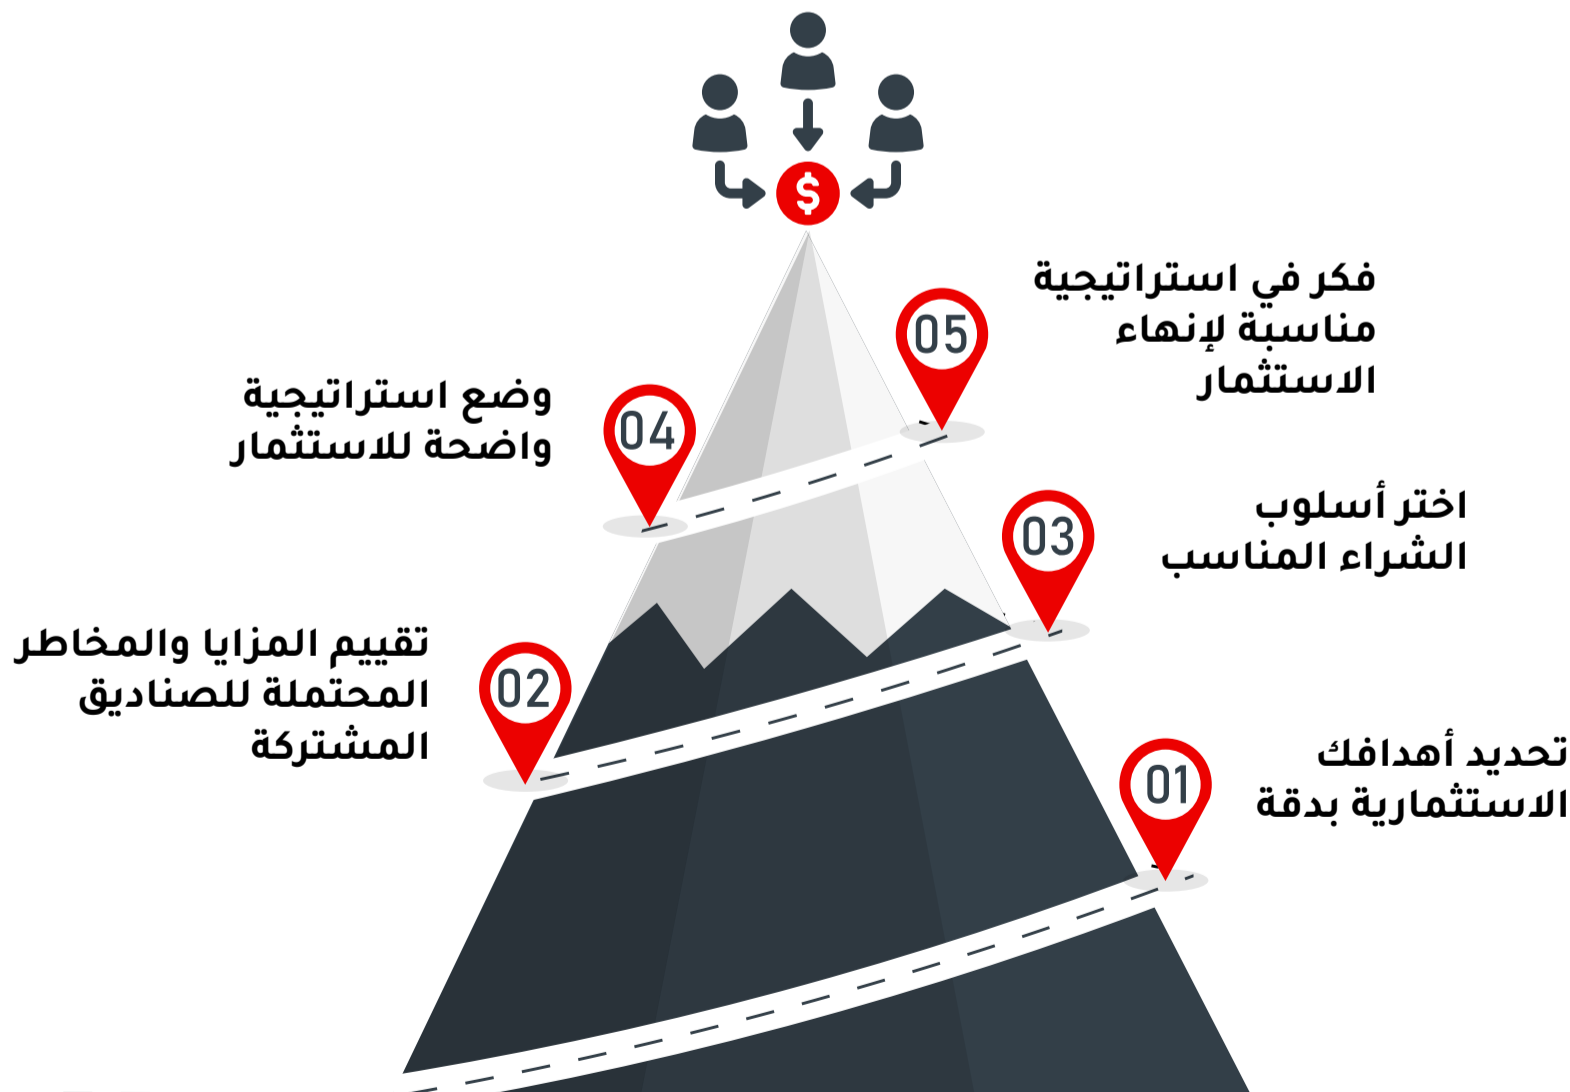 $
05
فكر في استراتيجية
مناسبة لإنهاء
الاستثمار
04
وضع استراتيجية
واضحة للاستثمار
03
اختر أسلوب
الشراء المناسب
02
تقييم المزايا والمخاطر
المحتملة للصناديق
المشتركة
01
تحديد أهدافك
الاستثمارية بدقة